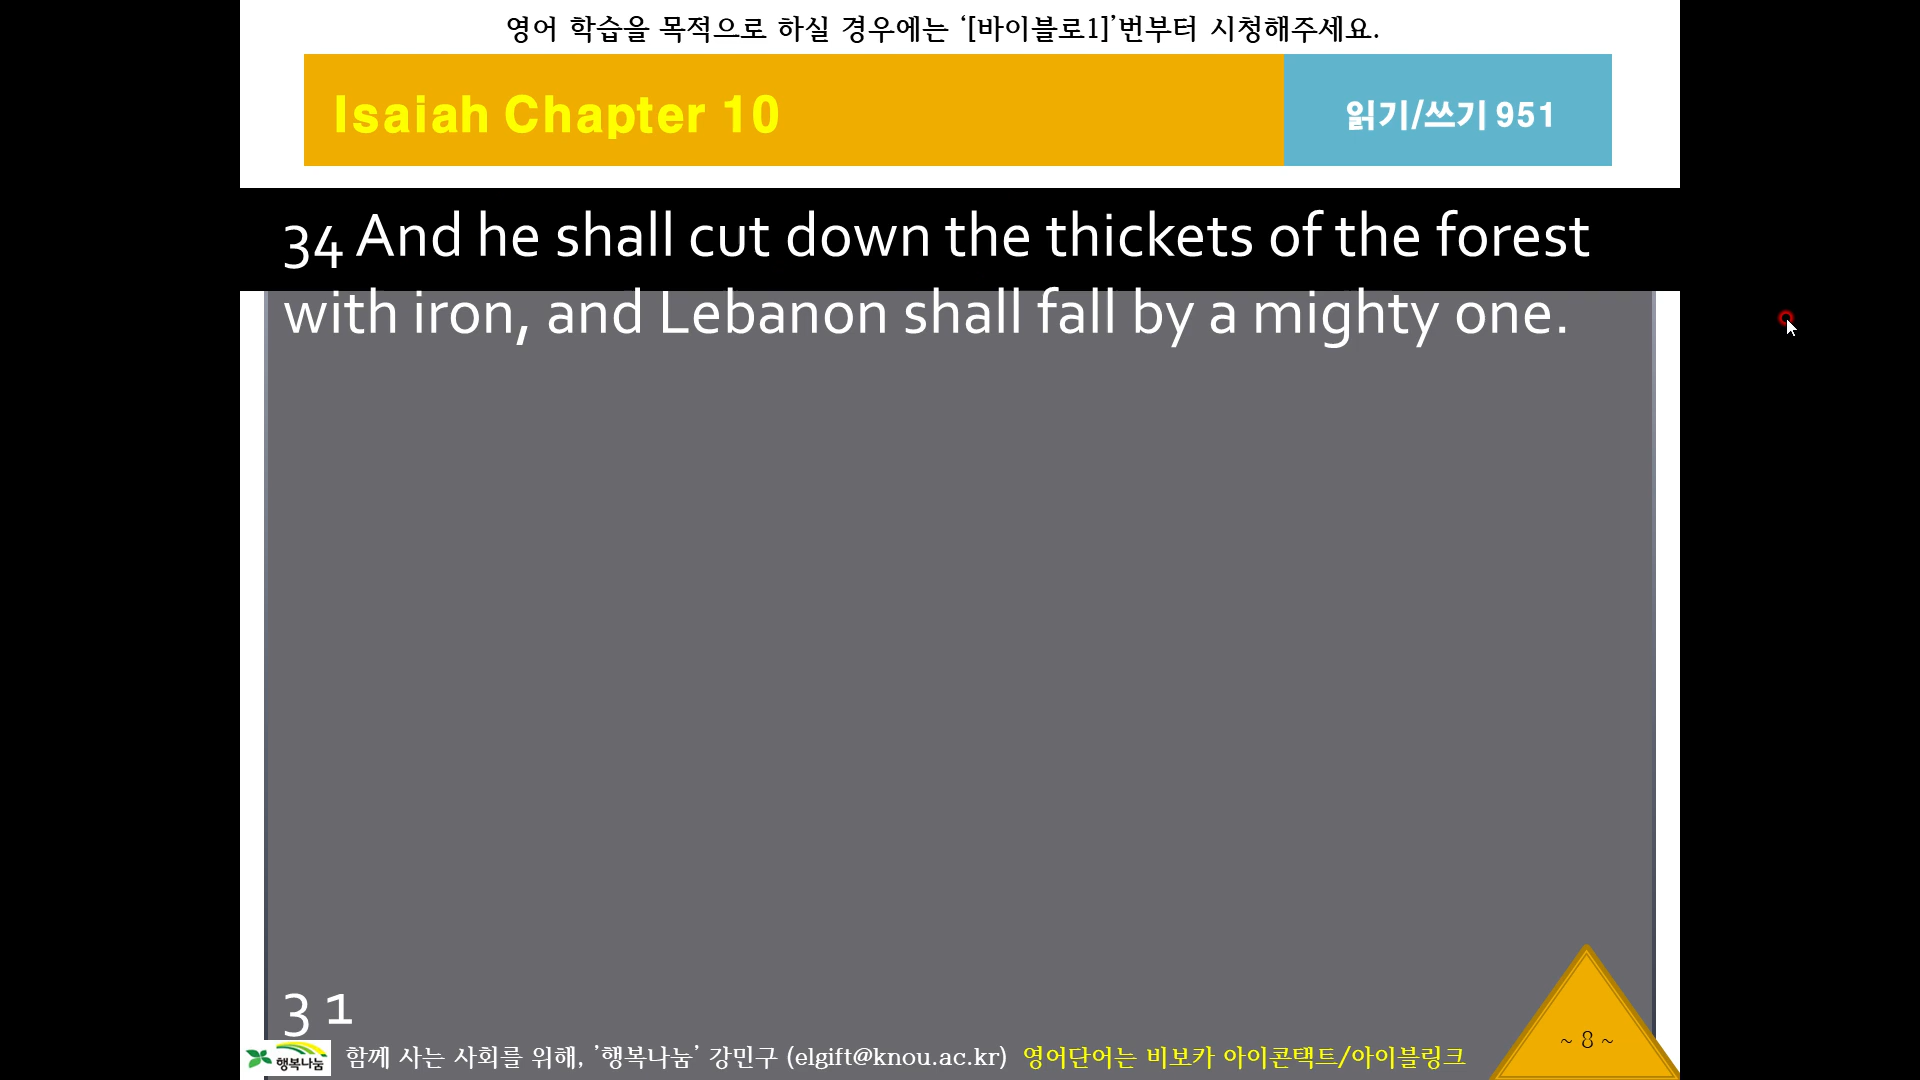 영어 학습을 목적으로 하실 경우에는 ‘[바이블로1]’번부터 시청해주세요.
Isaiah Chapter 10
읽기/쓰기 951
34 And he shall cut down the thickets of the forest
with iron, and Lebanon shall fall by a mighty one.
3 1
~ 8 ~
행복나눔
함께 사는 사회를 위해, ’행복나눔’ 강민구 (elgift@knou.ac.kr) 영어단어는 비보카 아이콘택트/아이블링크